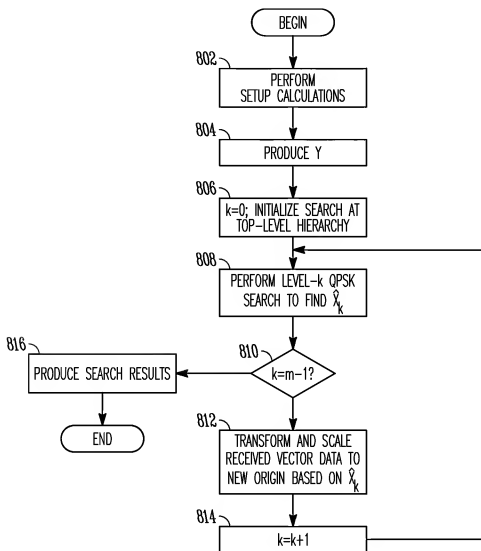 BEGIN
802
PERFORM
SETUP CALCULATIONS
804
PRODUCE Y
806
k=0; INITIALIZE SEARCH AT
TOP-LEVEL HIERARCHY
808
PERFORM LEVEL-k QPSK
SEARCH TO FIND X̂k
810
k=m-1?
816
PRODUCE SEARCH RESULTS
END
812
TRANSFORM AND SCALE
RECEIVED VECTOR DATA TO
NEW ORIGIN BASED ON X̂k
814
k=k+1